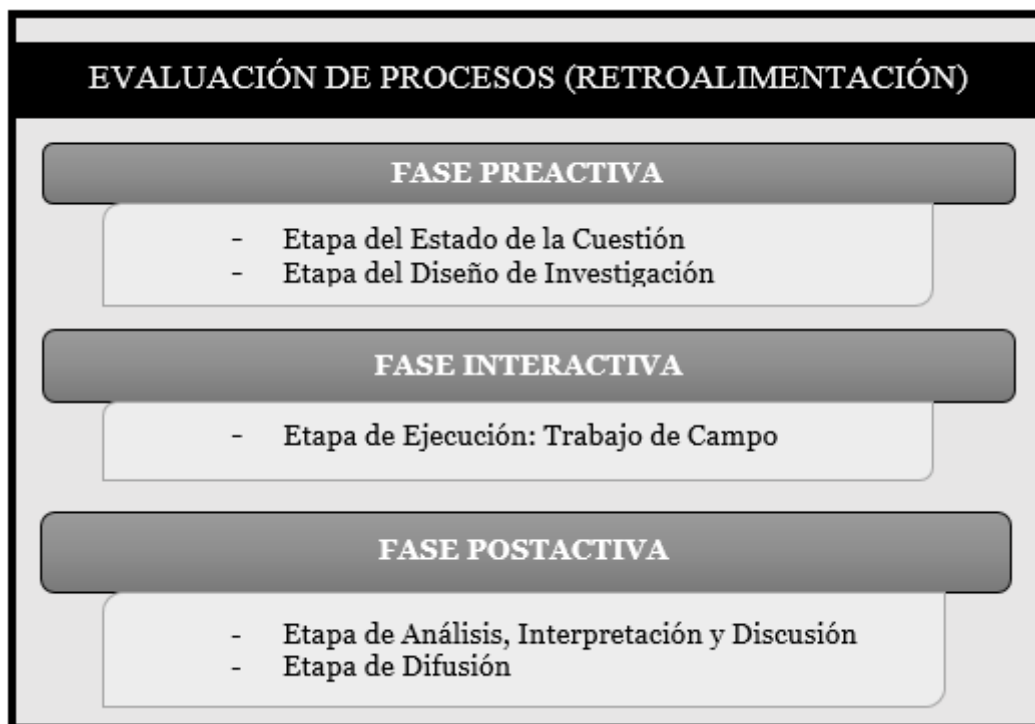 EVALUACIÓN DE PROCESOS (RETROALIMENTACIÓN)
FASE PREACTIVA
- Etapa del Estado de la Cuestión
- Etapa del Diseño de Investigación
FASE INTERACTIVA
- Etapa de Ejecución: Trabajo de Campo
FASE POSTACTIVA
- Etapa de Análisis, Interpretación y Discusión
- Etapa de Difusión